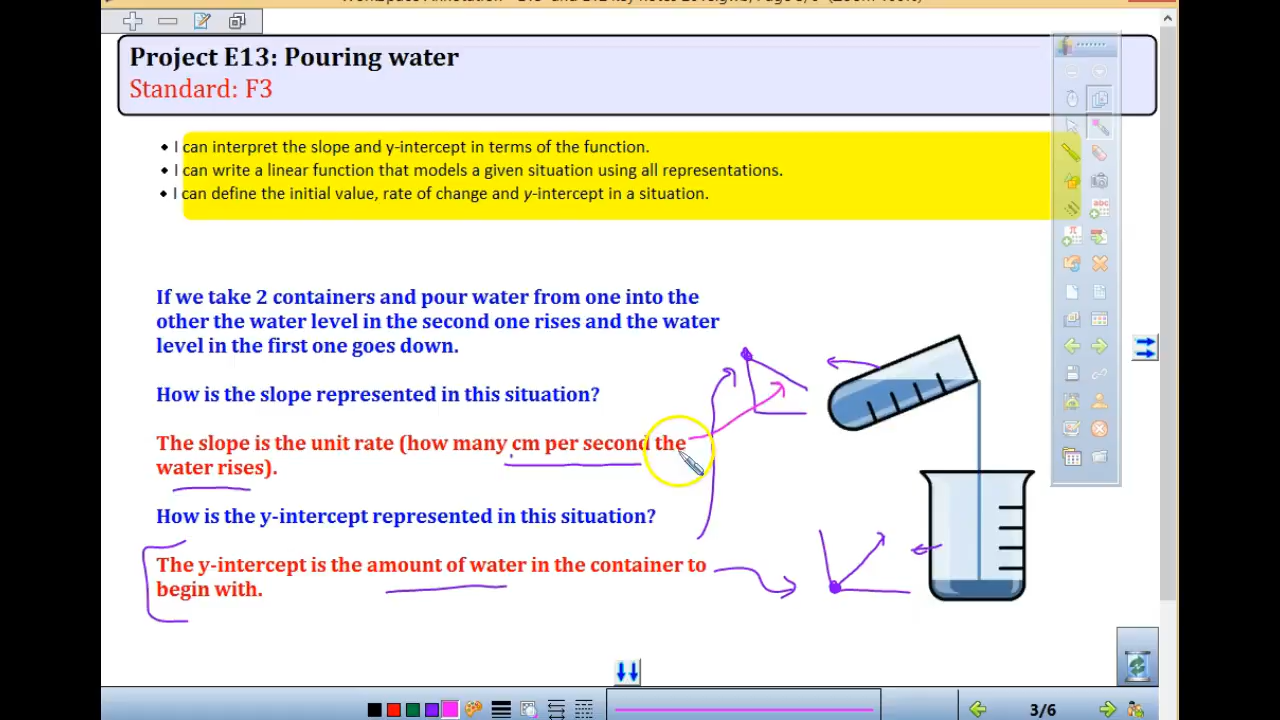 Project E13: Pouring water
Standard: F3
I can interpret the slope and y-intercept in terms of the function.
I can write a linear function that models a given situation using all representations.
I can define the initial value, rate of change and y-intercept in a situation.
If we take 2 containers and pour water from one into the
other the water level in the second one rises and the water
level in the first one goes down.
How is the slope represented in this situation?
The slope is the unit rate (how many cm per second the
water rises).
How is the y-intercept represented in this situation?
The y-intercept is the amount of water in the container to
begin with.
3/6